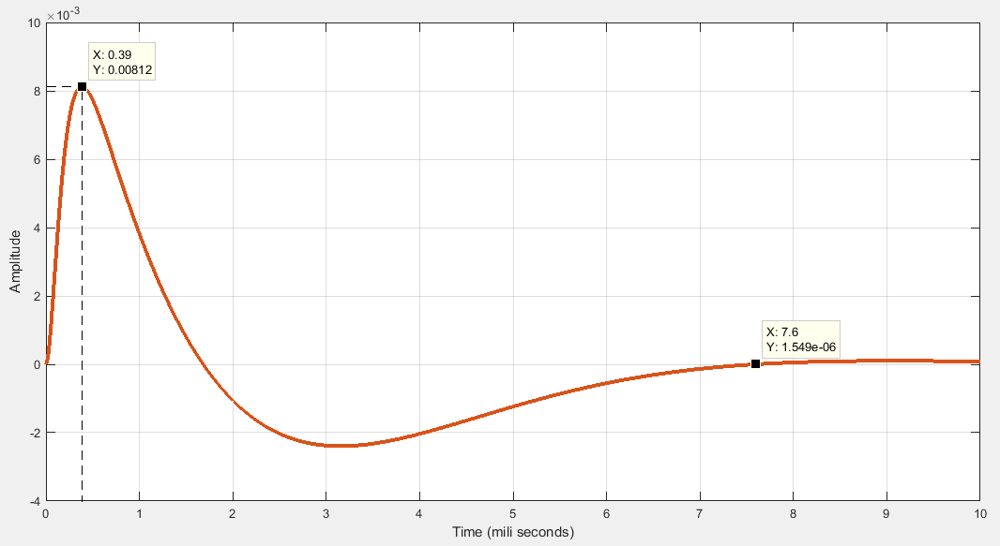 ×10^-3
10
8
6
4
2
0
-2
-4
Amplitude
X: 0.39
Y: 0.00812
X: 7.6
Y: 1.549e-06
0 1 2 3 4 5 6 7 8 9 10
Time (mili seconds)